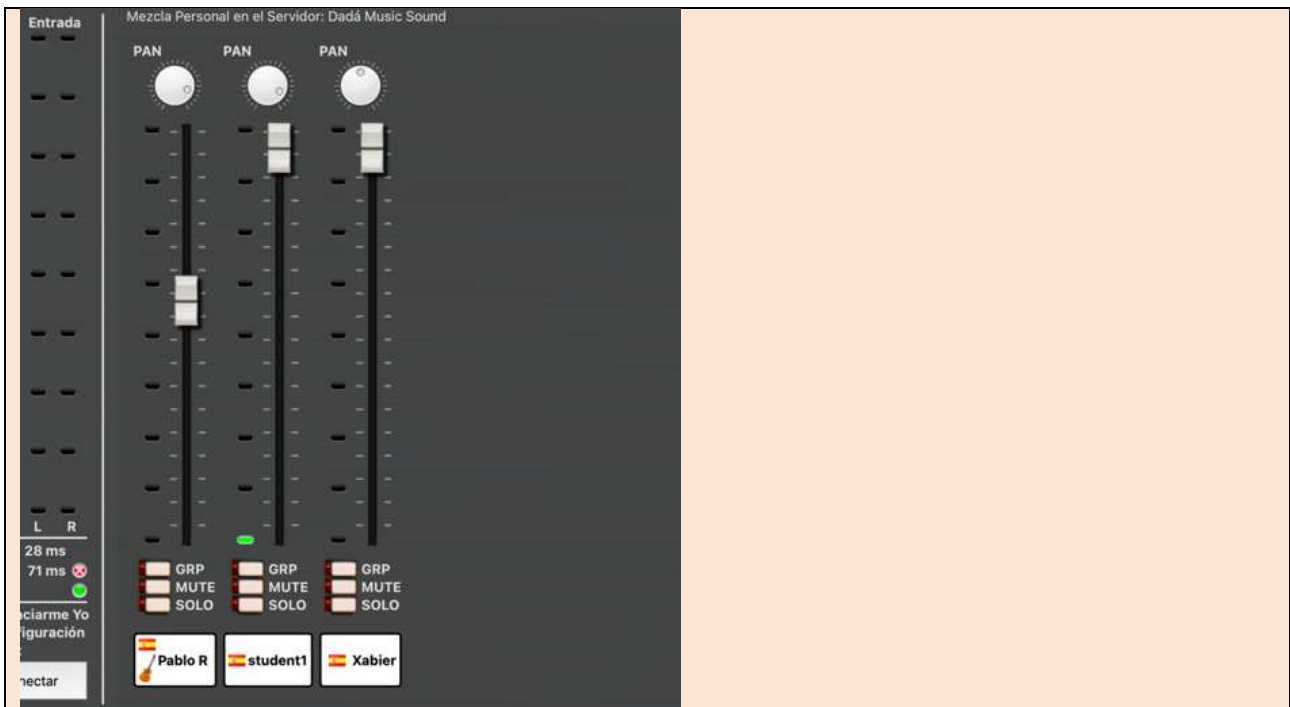 Entrada
Mezcla Personal en el Servidor: Dadá Music Sound
PAN PAN PAN
L R
28 ms
71 ms
GRP GRP GRP
MUTE MUTE MUTE
SOLO SOLO SOLO
nciarme Yo
figuración
Pablo R student1 Xabier
nectar